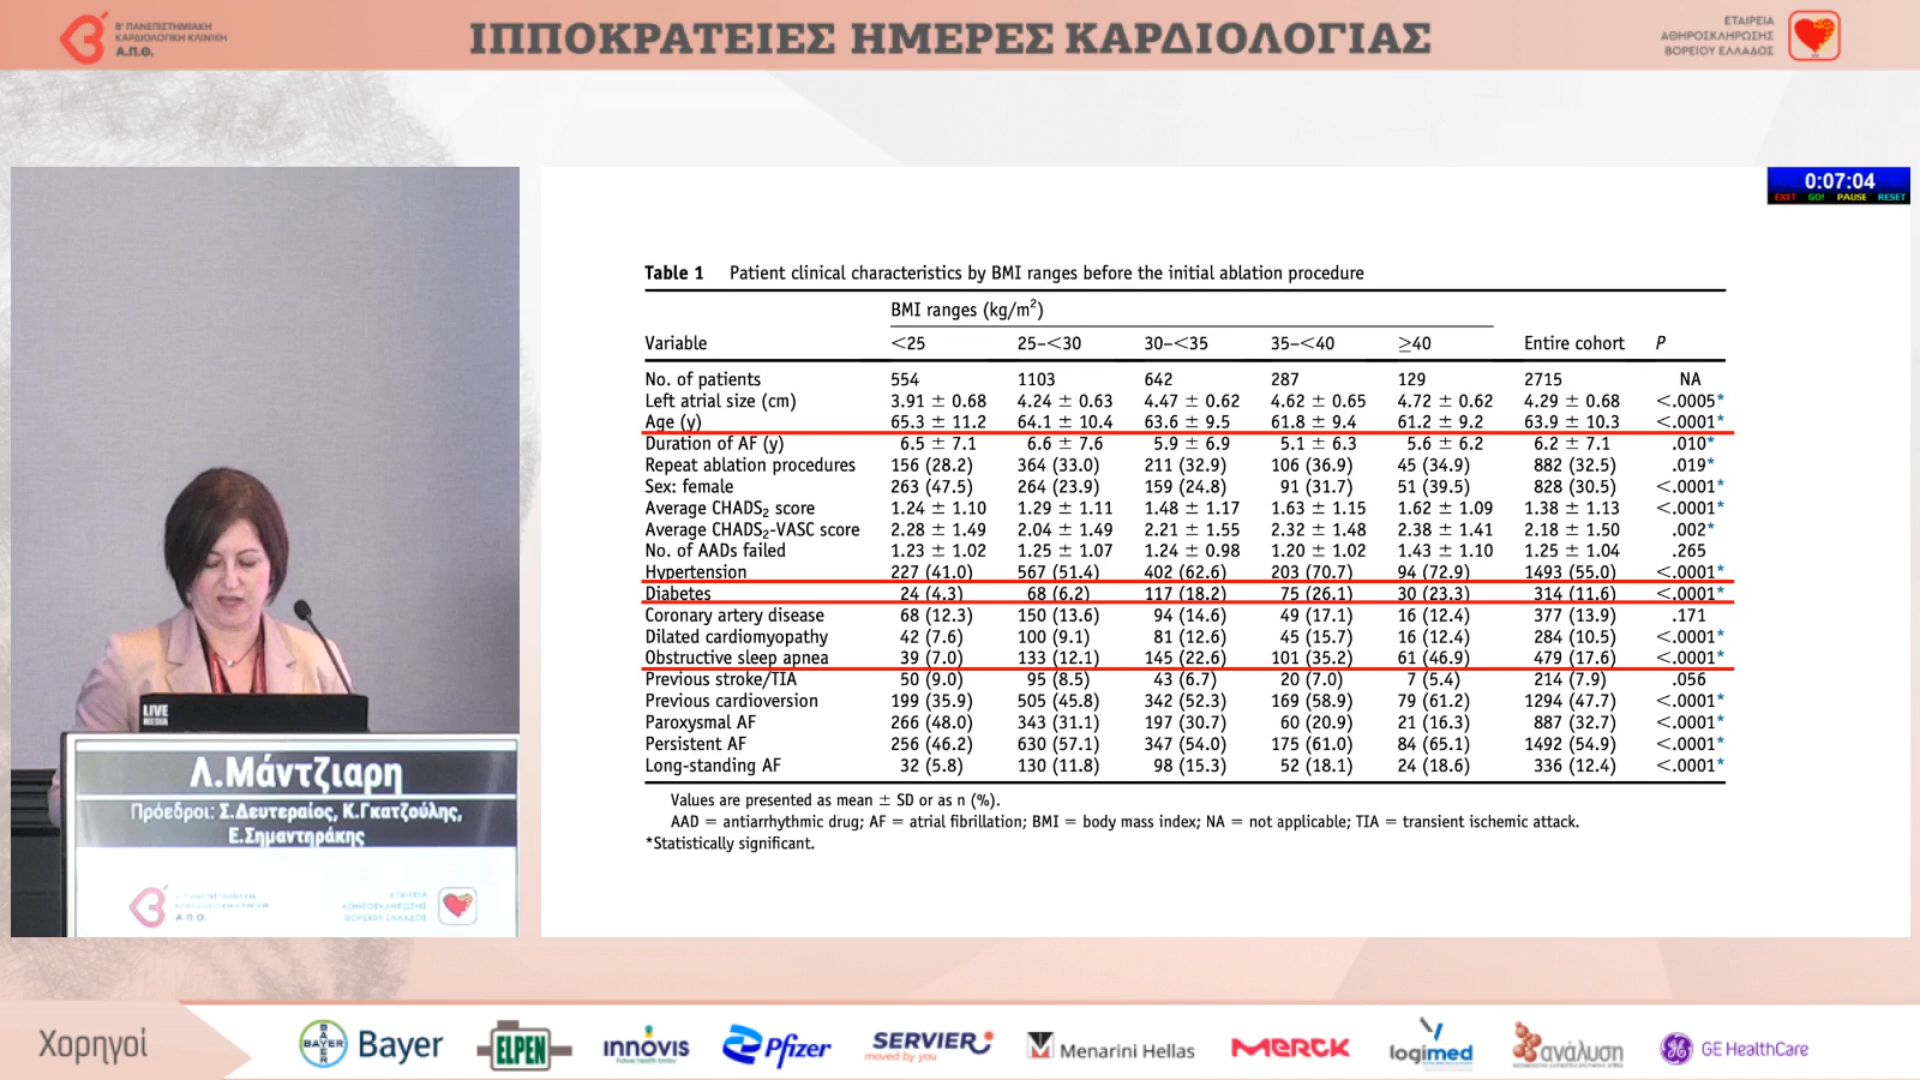 Β' ΠΑΝΕΠΙΣΤΗΜΙΑΚΗ
ΚΑΡΔΙΟΛΟΓΙΚΗ ΚΛΙΝΙΚΗ
Α.Π.Θ.
ΙΠΠΟΚΡΑΤΕΙΕΣ ΗΜΕΡΕΣ ΚΑΡΔΙΟΛΟΓΙΑΣ
ΕΤΑΙΡΕΙΑ
ΑΘΗΡΟΣΚΛΗΡΩΣΗΣ
ΒΟΡΕΙΟΥ ΕΛΛΑΔΟΣ
0:07:04
EXIT GO! PAUSE RESET
Table 1 Patient clinical characteristics by BMI ranges before the initial ablation procedure
BMI ranges (kg/m²)
Variable <25 25–<30 30–<35 35–<40 ≥40 Entire cohort P
No. of patients 554 1103 642 287 129 2715 NA
Left atrial size (cm) 3.91 ± 0.68 4.24 ± 0.63 4.47 ± 0.62 4.62 ± 0.65 4.72 ± 0.62 4.29 ± 0.68 <.0005*
Age (y) 65.3 ± 11.2 64.1 ± 10.4 63.6 ± 9.5 61.8 ± 9.4 61.2 ± 9.2 63.9 ± 10.3 <.0001*
Duration of AF (y) 6.5 ± 7.1 6.6 ± 7.6 5.9 ± 6.9 5.1 ± 6.3 5.6 ± 6.2 6.2 ± 7.1 .010*
Repeat ablation procedures 156 (28.2) 364 (33.0) 211 (32.9) 106 (36.9) 45 (34.9) 882 (32.5) .019*
Sex: female 263 (47.5) 264 (23.9) 159 (24.8) 91 (31.7) 51 (39.5) 828 (30.5) <.0001*
Average CHADS₂ score 1.24 ± 1.10 1.29 ± 1.11 1.48 ± 1.17 1.63 ± 1.15 1.62 ± 1.09 1.38 ± 1.13 <.0001*
Average CHADS₂-VASC score 2.28 ± 1.49 2.04 ± 1.49 2.21 ± 1.55 2.32 ± 1.48 2.38 ± 1.41 2.18 ± 1.50 .002*
No. of AADs failed 1.23 ± 1.02 1.25 ± 1.07 1.24 ± 0.98 1.20 ± 1.02 1.43 ± 1.10 1.25 ± 1.04 .265
Hypertension 227 (41.0) 567 (51.4) 402 (62.6) 203 (70.7) 94 (72.9) 1493 (55.0) <.0001*
Diabetes 24 (4.3) 68 (6.2) 117 (18.2) 75 (26.1) 30 (23.3) 314 (11.6) <.0001*
Coronary artery disease 68 (12.3) 150 (13.6) 94 (14.6) 49 (17.1) 16 (12.4) 377 (13.9) .171
Dilated cardiomyopathy 42 (7.6) 100 (9.1) 81 (12.6) 45 (15.7) 16 (12.4) 284 (10.5) <.0001*
Obstructive sleep apnea 39 (7.0) 133 (12.1) 145 (22.6) 101 (35.2) 61 (46.9) 479 (17.6) <.0001*
Previous stroke/TIA 50 (9.0) 95 (8.5) 43 (6.7) 20 (7.0) 7 (5.4) 214 (7.9) .056
Previous cardioversion 199 (35.9) 505 (45.8) 342 (52.3) 169 (58.9) 79 (61.2) 1294 (47.7) <.0001*
Paroxysmal AF 266 (48.0) 343 (31.1) 197 (30.7) 60 (20.9) 21 (16.3) 887 (32.7) <.0001*
Persistent AF 256 (46.2) 630 (57.1) 347 (54.0) 175 (61.0) 84 (65.1) 1492 (54.9) <.0001*
Long-standing AF 32 (5.8) 130 (11.8) 98 (15.3) 52 (18.1) 24 (18.6) 336 (12.4) <.0001*
Values are presented as mean ± SD or as n (%).
AAD = antiarrhythmic drug; AF = atrial fibrillation; BMI = body mass index; NA = not applicable; TIA = transient ischemic attack.
*Statistically significant.
LIVE
MEDIA
Λ.Μάντζιαρη
Πρόεδροι: Σ.Δευτεραίος, Κ.Γκατζούλης,
Ε.Σημαντηράκης
Α.Π.Θ.
ΕΤΑΙΡΕΙΑ
ΑΘΗΡΟΣΚΛΗΡΩΣΗΣ
ΒΟΡΕΙΟΥ ΕΛΛΑΔΟΣ
Χορηγοί
BAYER
Bayer
ELPEN
innovis
Future health today
Pfizer
SERVIER
moved by you
Menarini Hellas
MERCK
logimed
ανάλυση
GE HealthCare